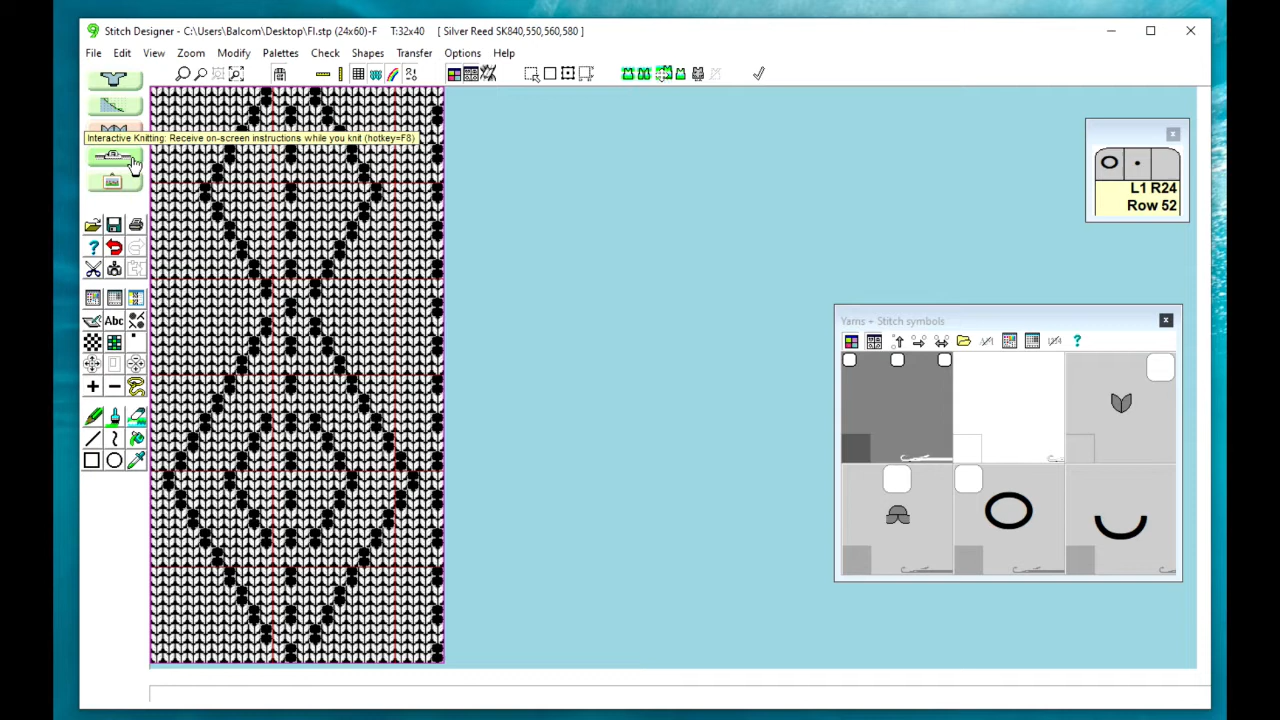 Stitch Designer - C:\Users\Balcom\Desktop\FI.stp (24x60)-F T:32x40 [ Silver Reed SK840,550,560,580 ]
File Edit View Zoom Modify Palettes Check Shapes Transfer Options Help
Interactive Knitting: Receive on-screen instructions while you knit (hotkey=F8)
L1 R24
Row 52
Abc
Yarns + Stitch symbols